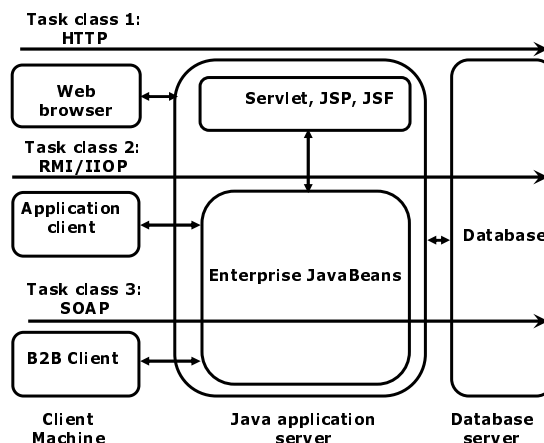 Task class 1:
HTTP
Web
browser
Servlet, JSP, JSF
Task class 2:
RMI/IIOP
Application
client
Database
Enterprise JavaBeans
Task class 3:
SOAP
B2B Client
Client
Machine
Java application
server
Database
server